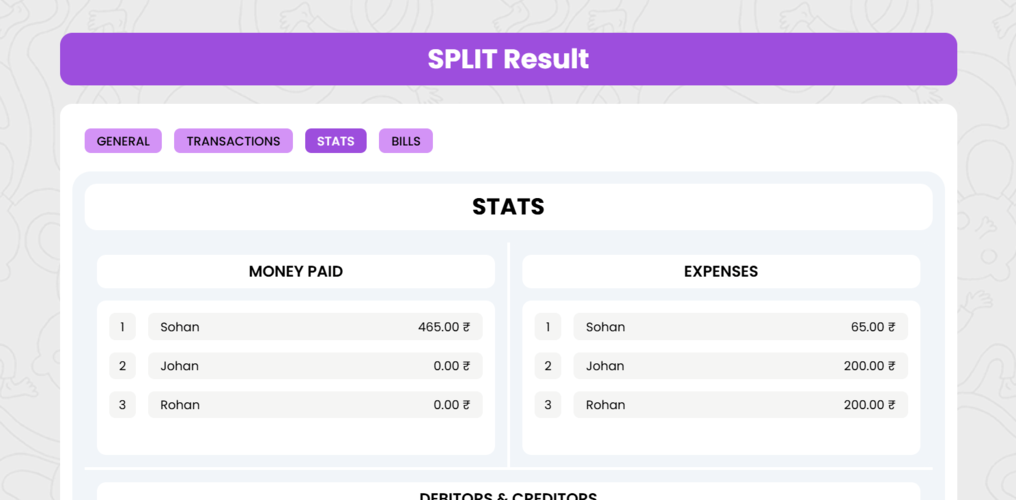 SPLIT Result
GENERAL TRANSACTIONS STATS BILLS
STATS
MONEY PAID
1 Sohan 465.00 ₹
2 Johan 0.00 ₹
3 Rohan 0.00 ₹
EXPENSES
1 Sohan 65.00 ₹
2 Johan 200.00 ₹
3 Rohan 200.00 ₹
DEBITORS & CREDITORS